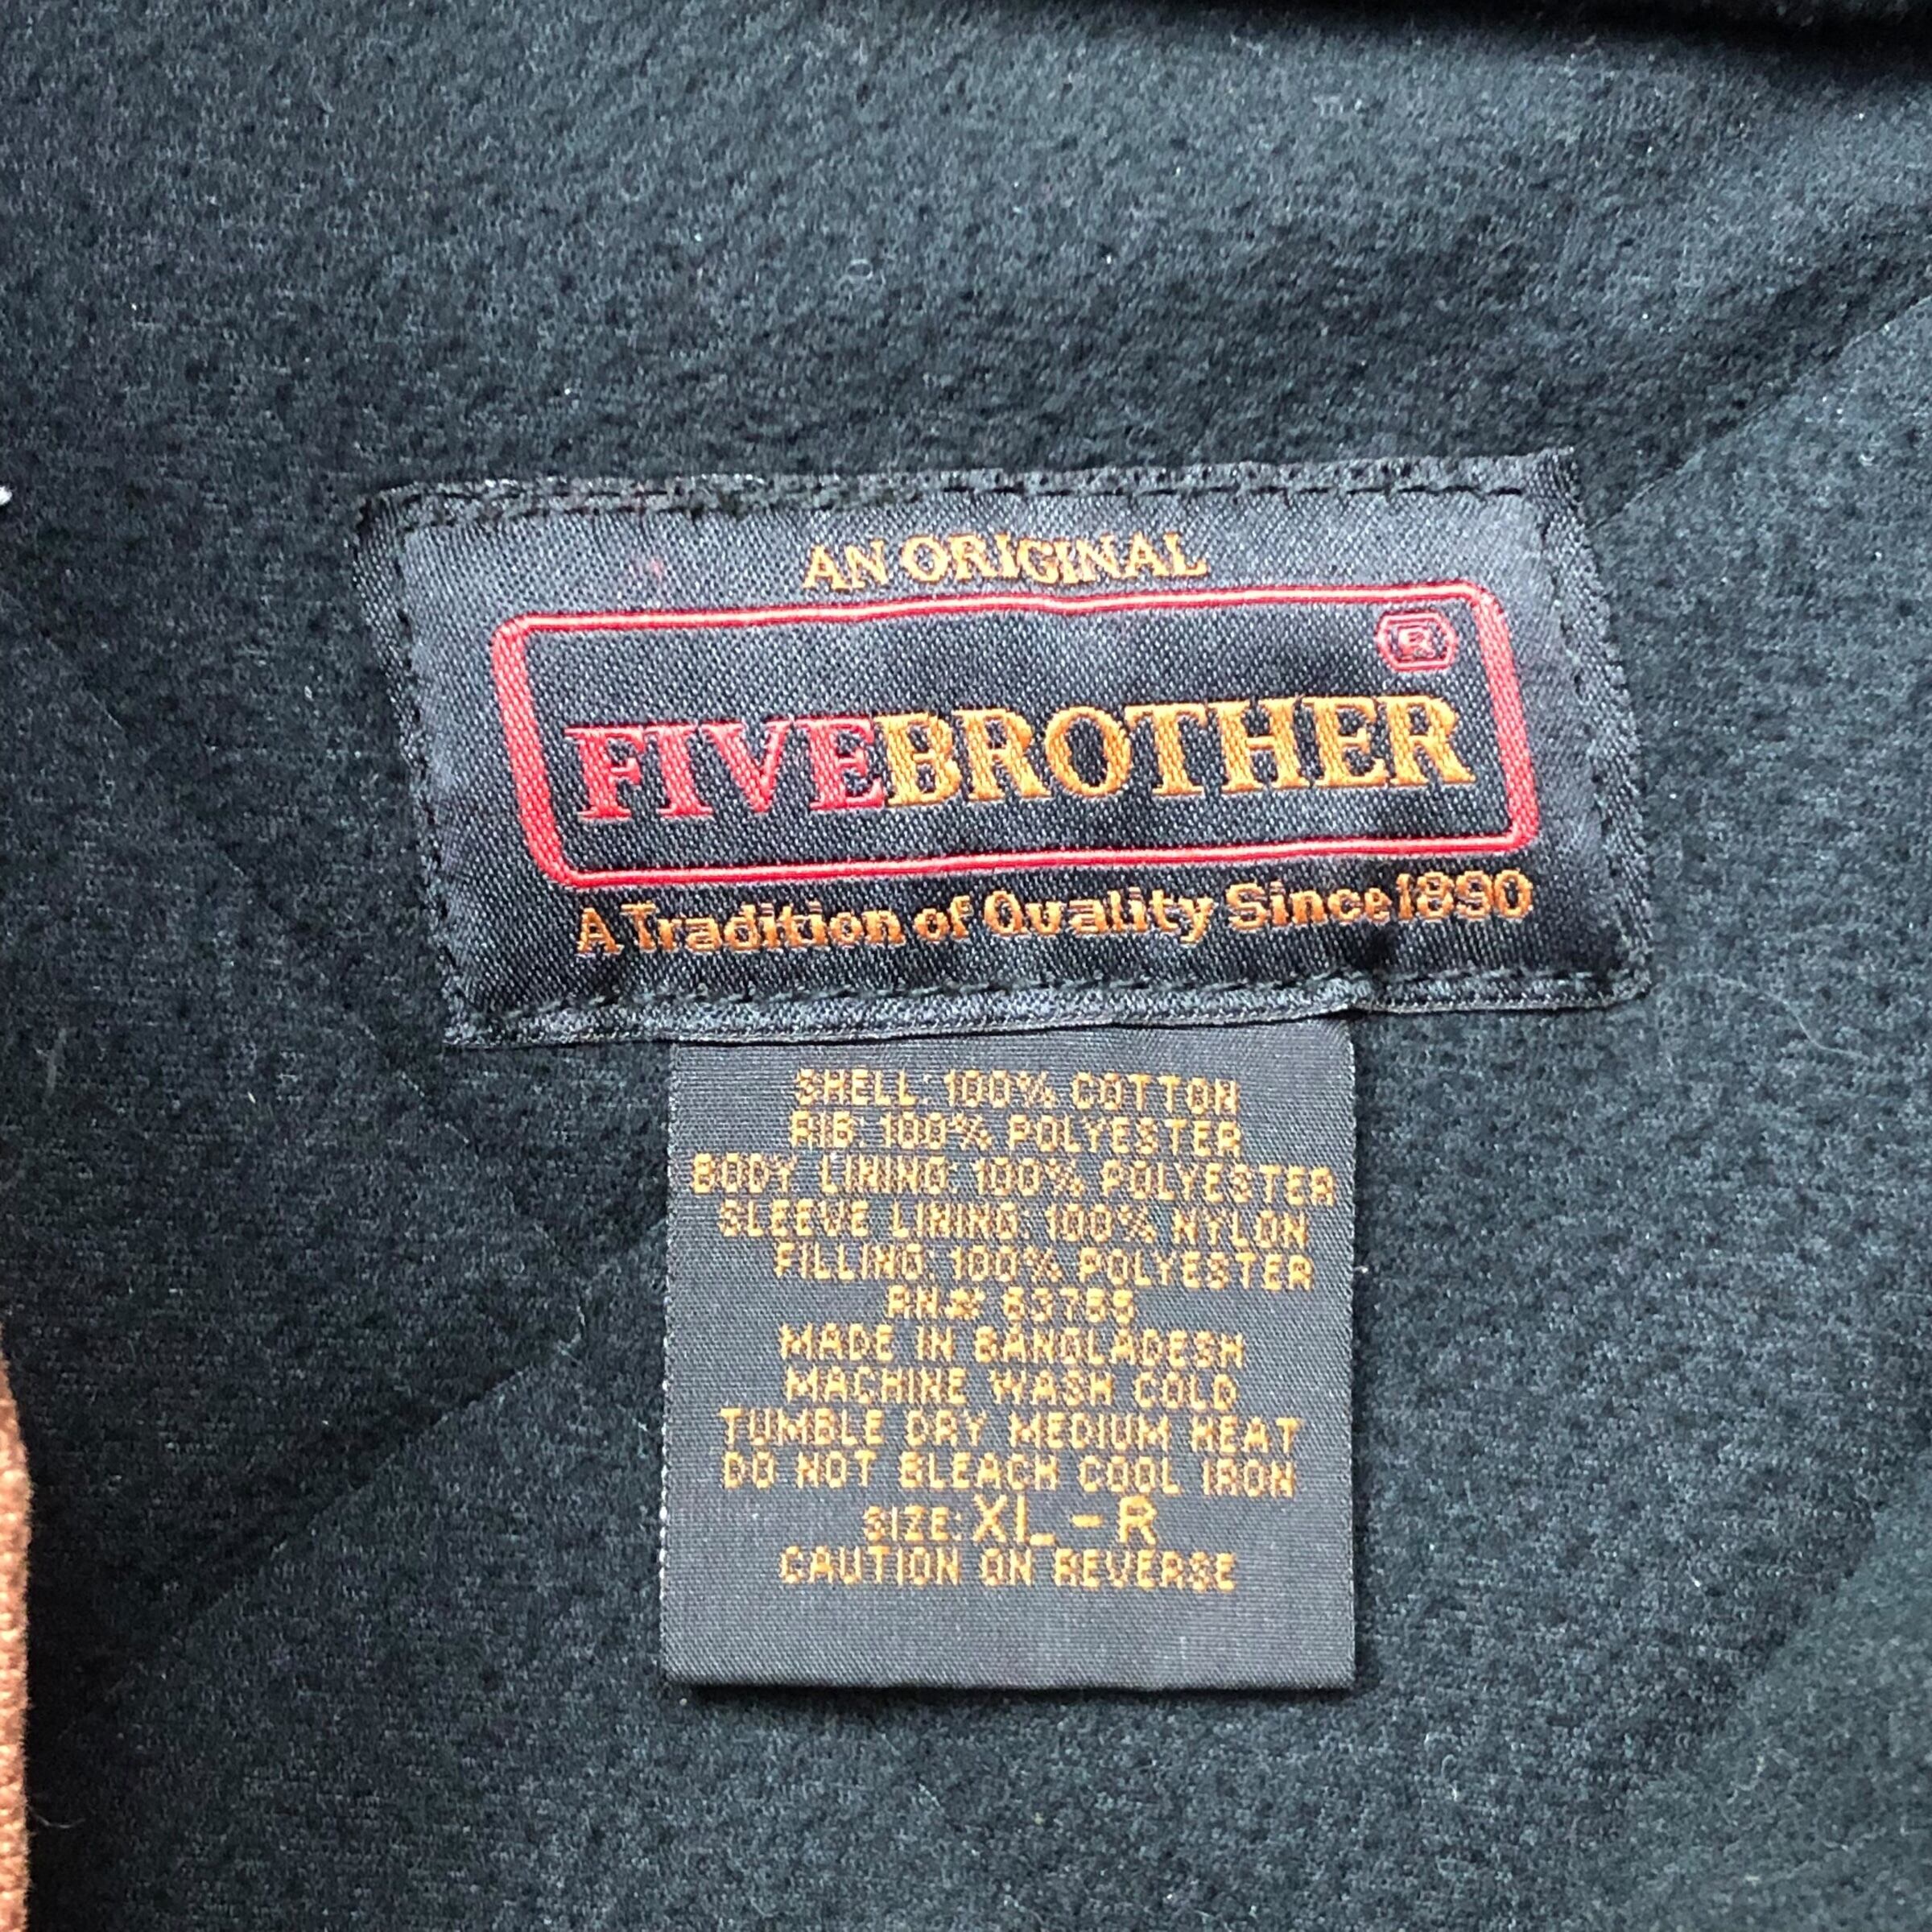 AN ORIGINAL
®
FIVEBROTHER
A Tradition of Quality Since 1890
SHELL: 100% COTTON
RIB: 100% POLYESTER
BODY LINING: 100% POLYESTER
SLEEVE LINING: 100% NYLON
FILLING: 100% POLYESTER
RN#
MADE IN BANGLADESH
MACHINE WASH COLD
TUMBLE DRY MEDIUM HEAT
DO NOT BLEACH COOL IRON
SIZE: XL-R
CAUTION ON REVERSE